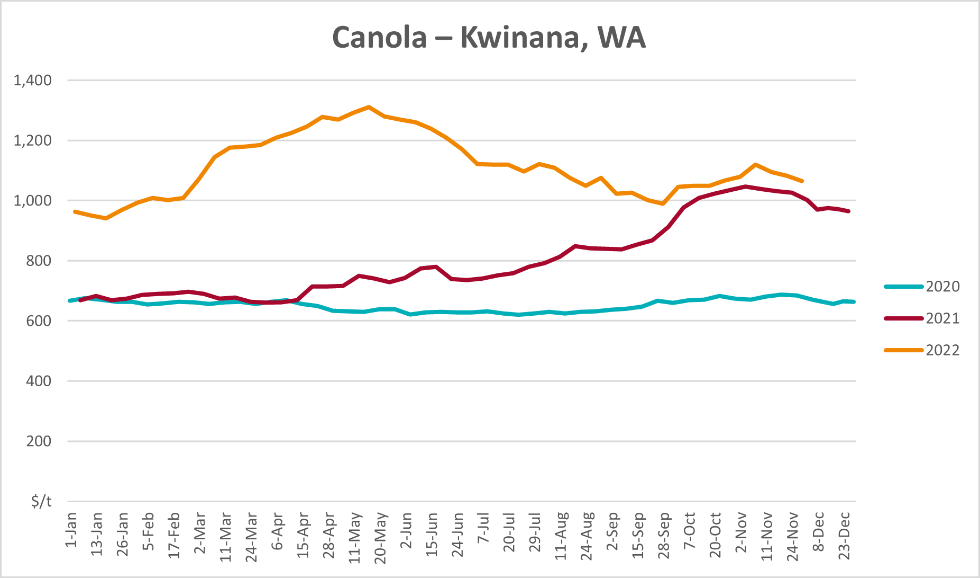 Canola – Kwinana, WA
1,400
1,200
1,000
800
600
400
200
$/t
1-Jan
13-Jan
26-Jan
5-Feb
17-Feb
2-Mar
11-Mar
24-Mar
6-Apr
15-Apr
28-Apr
11-May
20-May
2-Jun
15-Jun
24-Jun
7-Jul
20-Jul
29-Jul
11-Aug
24-Aug
2-Sep
15-Sep
28-Sep
7-Oct
20-Oct
2-Nov
11-Nov
24-Nov
8-Dec
23-Dec
2020
2021
2022